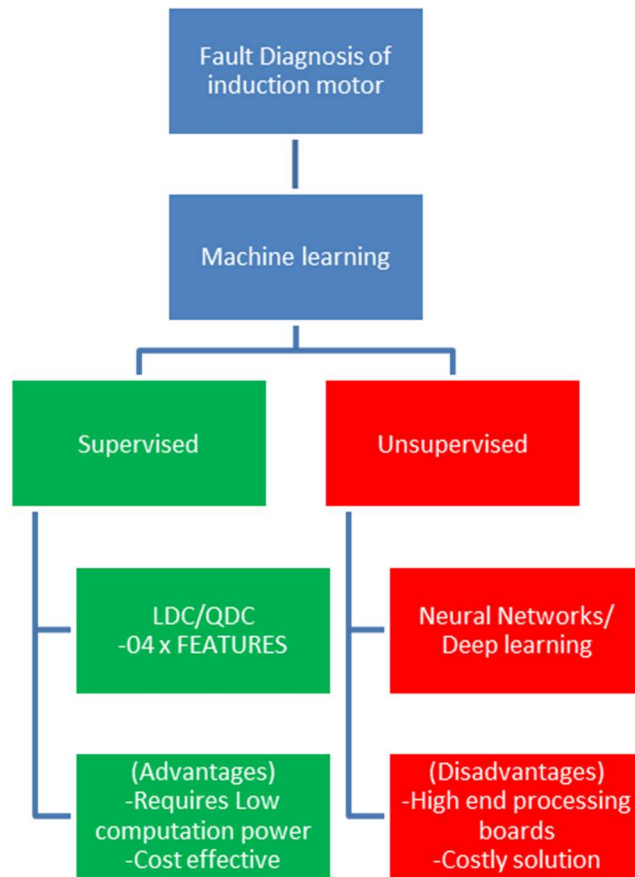 Fault Diagnosis of
induction motor
Machine learning
Supervised
Unsupervised
LDC/QDC
-04 x FEATURES
Neural Networks/
Deep learning
(Advantages)
-Requires Low
computation power
-Cost effective
(Disadvantages)
-High end processing
boards
-Costly solution